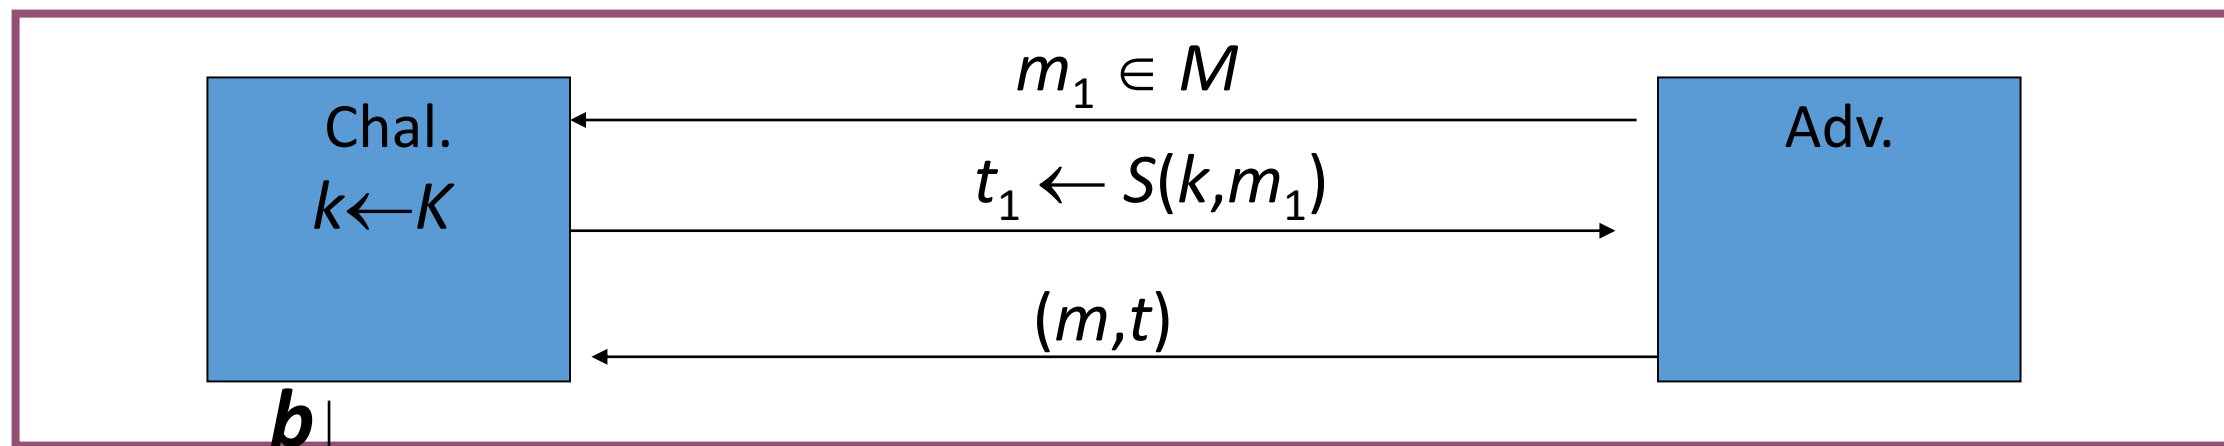 m₁ ∈ M
Chal.
k←K
Adv.
t₁ ← S(k,m₁)
(m,t)
b